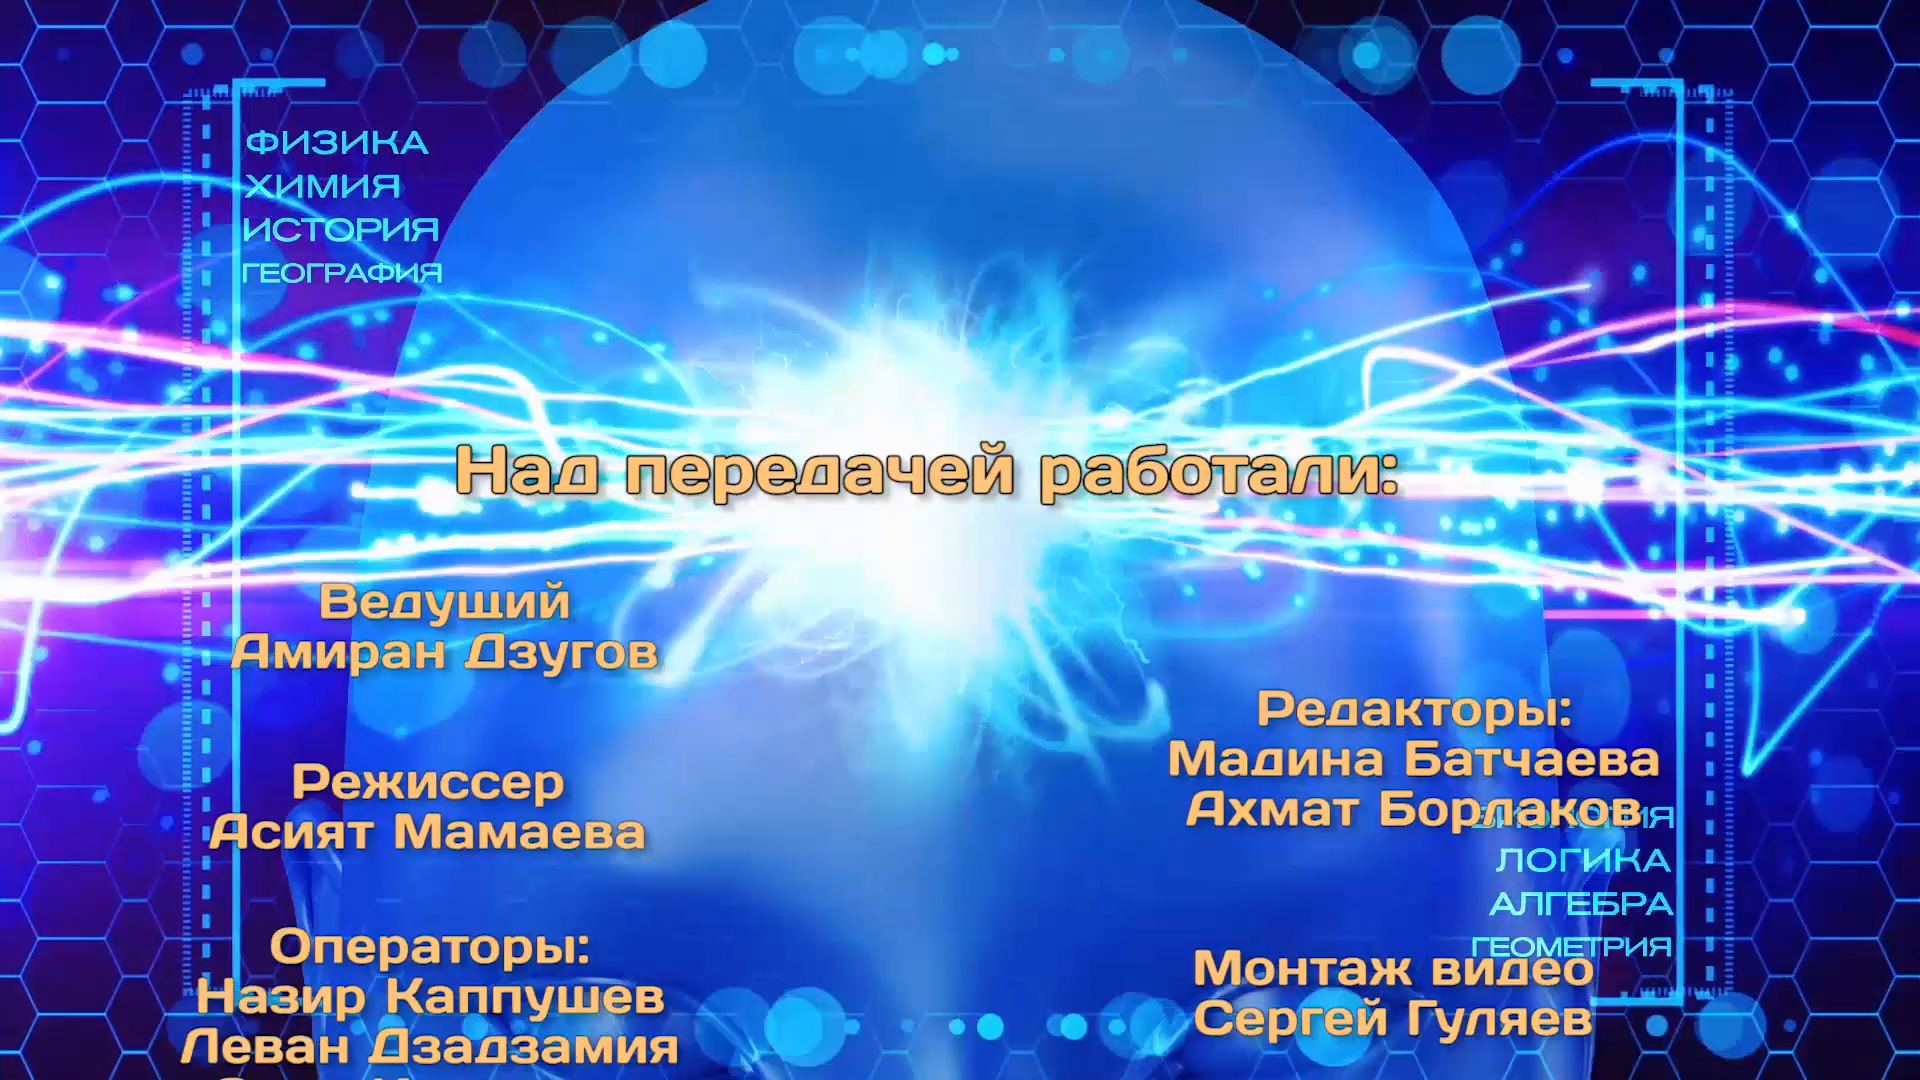 ФИЗИКА
ХИМИЯ
ИСТОРИЯ
ГЕОГРАФИЯ
Над передачей работали:
Ведущий
Амиран Дзугов
Режиссер
Асият Мамаева
Операторы:
Назир Каппушев
Леван Дзадзамия
Редакторы:
Мадина Батчаева
Ахмат Борлаков
БИОЛОГИЯ
ЛОГИКА
АЛГЕБРА
ГЕОМЕТРИЯ
Монтаж видео
Сергей Гуляев